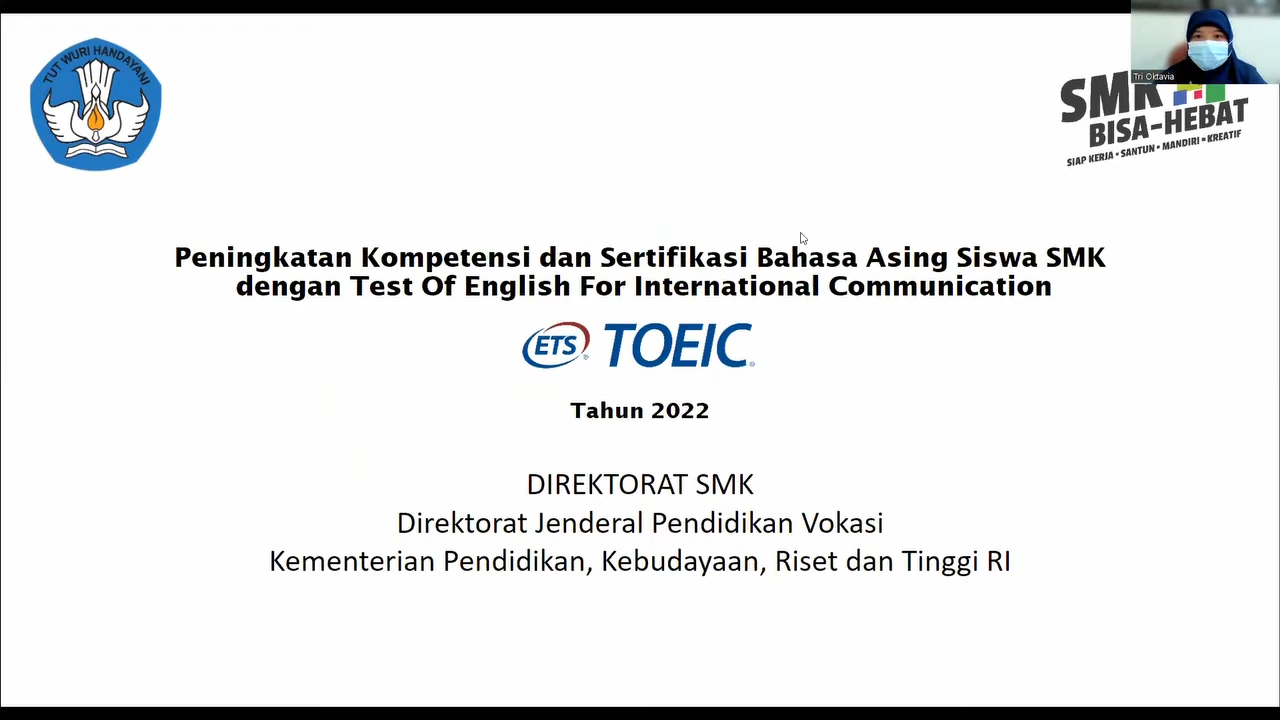 TUT WURI HANDAYANI
Tri Oktavia
SMK
BISA-HEBAT
SIAP KERJA • SANTUN • MANDIRI • KREATIF
Peningkatan Kompetensi dan Sertifikasi Bahasa Asing Siswa SMK
dengan Test Of English For International Communication
ETS® TOEIC®
Tahun 2022
DIREKTORAT SMK
Direktorat Jenderal Pendidikan Vokasi
Kementerian Pendidikan, Kebudayaan, Riset dan Tinggi RI